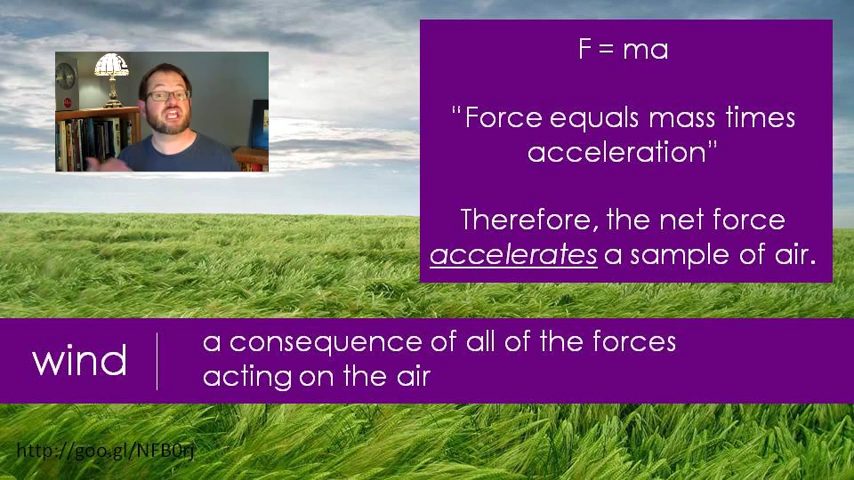 F = ma
"Force equals mass times
acceleration"
Therefore, the net force
accelerates a sample of air.
wind
a consequence of all of the forces
acting on the air
http://goo.gl/NFB0rj